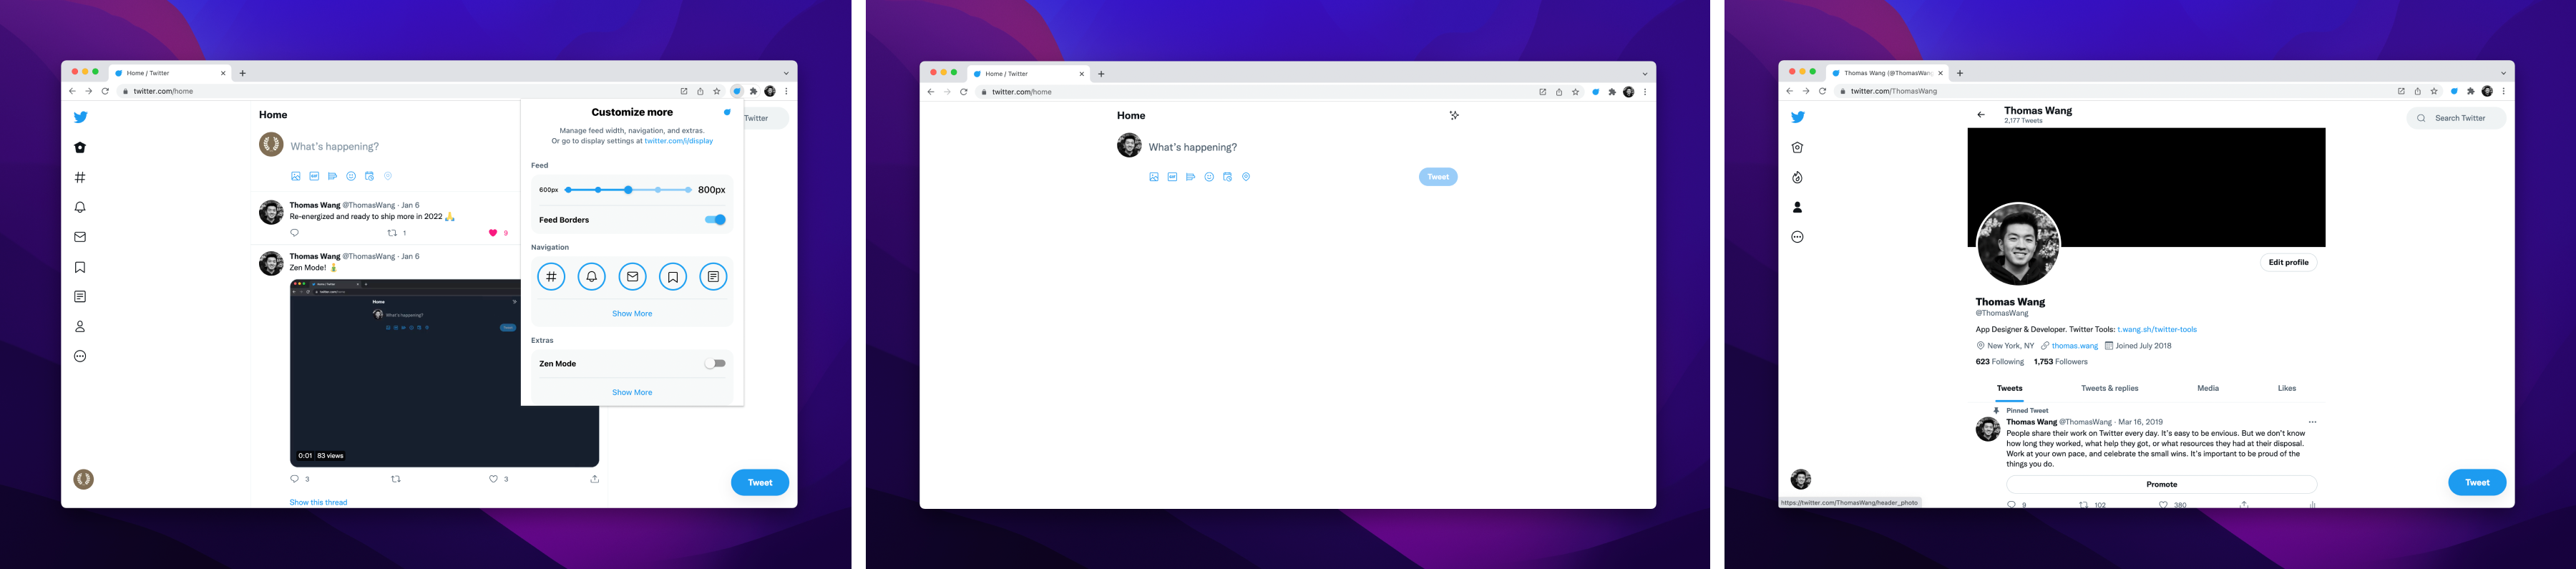 Home / Twitter
twitter.com/home
Home
What's happening?
Thomas Wang @ThomasWang · Jan 6
Re-energized and ready to ship more in 2022 🙏
1
9
Thomas Wang @ThomasWang · Jan 6
Zen Mode! 🧘
Home / Twitter
twitter.com/home
Home
What's happening?
Tweet
0:01 83 views
3
3
Show this thread
Customize more
Manage feed width, navigation, and extras.
Or go to display settings at twitter.com/i/display
Feed
600px
800px
Feed Borders
Navigation
Show More
Extras
Zen Mode
Show More
Twitter
Tweet
Home / Twitter
twitter.com/home
Home
What's happening?
GIF
Tweet
Thomas Wang (@ThomasWang
twitter.com/ThomasWang
Thomas Wang
2,177 Tweets
Search Twitter
Edit profile
Thomas Wang
@ThomasWang
App Designer & Developer. Twitter Tools: t.wang.sh/twitter-tools
New York, NY thomas.wang Joined July 2018
623 Following 1,753 Followers
Tweets Tweets & replies Media Likes
Pinned Tweet
Thomas Wang @ThomasWang · Mar 16, 2019
People share their work on Twitter every day. It's easy to be envious. But we don't know
how long they worked, what help they got, or what resources they had at their disposal.
Work at your own pace, and celebrate the small wins. It's important to be proud of the
things you do.
Promote
9 102 380
Tweet
https://twitter.com/ThomasWang/header_photo